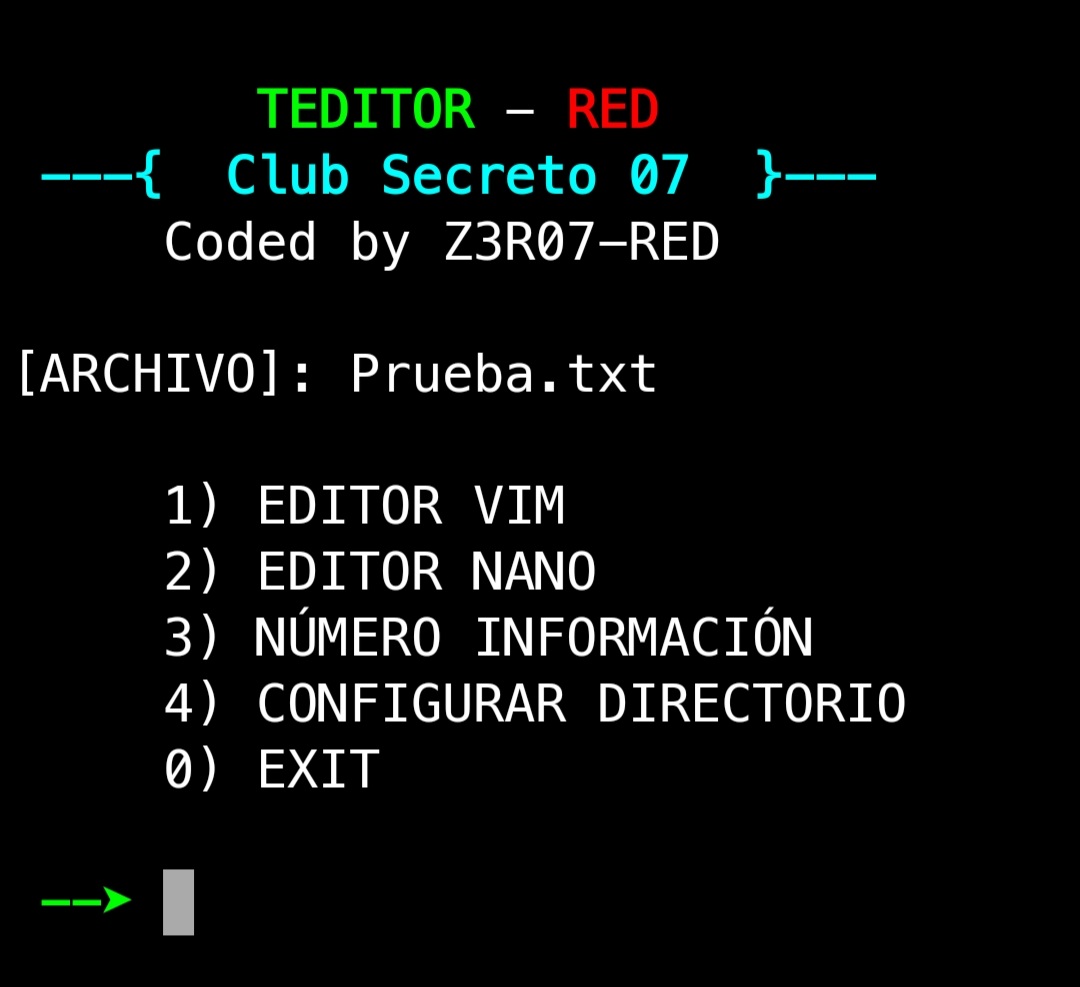 TEDITOR – RED
———{ Club Secreto 07 }———
Coded by Z3R07–RED
[ARCHIVO]: Prueba.txt
1) EDITOR VIM
2) EDITOR NANO
3) NÚMERO INFORMACIÓN
4) CONFIGURAR DIRECTORIO
0) EXIT
——➤